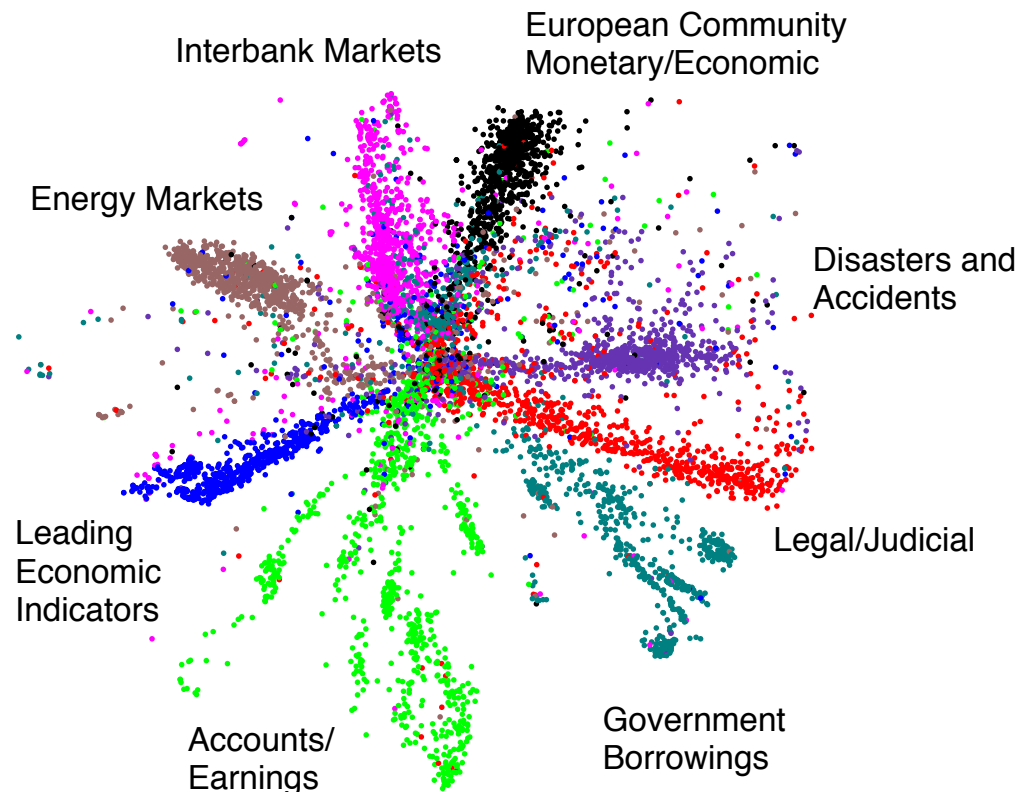 European Community
Monetary/Economic
Interbank Markets
Energy Markets
Disasters and
Accidents
Leading
Economic
Indicators
Legal/Judicial
Government
Borrowings
Accounts/
Earnings